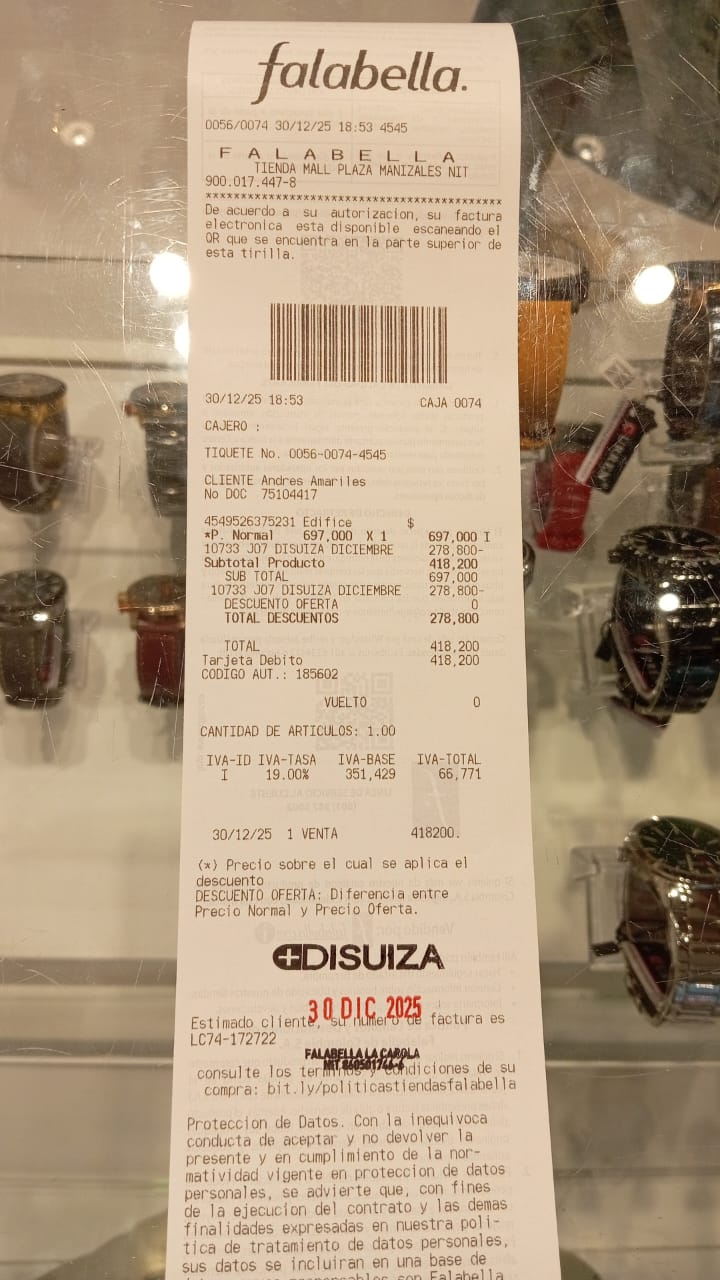 falabella.
0056/0074 30/12/25 18:53 4545
F A L A B E L L A
TIENDA MALL PLAZA MANIZALES NIT
900.017.447-8
******************************************
De acuerdo a su autorizacion, su factura
electronica esta disponible escaneando el
QR que se encuentra en la parte superior de
esta tirilla.
30/12/25 18:53 CAJA 0074
CAJERO :
TIQUETE No. 0056-0074-4545
CLIENTE Andres Amariles
No DOC 75104417
4549526375231 Edifice $
*P. Normal 697,000 X 1 697,000 I
10733 J07 DISUIZA DICIEMBRE 278,800-
Subtotal Producto 418,200
SUB TOTAL 697,000
10733 J07 DISUIZA DICIEMBRE 278,800-
DESCUENTO OFERTA 0
TOTAL DESCUENTOS 278,800
TOTAL 418,200
Tarjeta Debito 418,200
CODIGO AUT.: 185602
VUELTO 0
CANTIDAD DE ARTICULOS: 1.00
IVA-ID IVA-TASA IVA-BASE IVA-TOTAL
I 19.00% 351,429 66,771
30/12/25 1 VENTA 418200.
(*) Precio sobre el cual se aplica el
descuento
DESCUENTO OFERTA: Diferencia entre
Precio Normal y Precio Oferta.
DISUIZA
30 DIC 2025
Estimado cliente, su numero de factura es
LC74-172722
FALABELLA LA CAROLA
consulte los terminos y condiciones de su
compra: bit.ly/politicastiendasfalabella
Proteccion de Datos. Con la inequivoca
conducta de aceptar y no devolver la
presente y en cumplimiento de la nor-
matividad vigente en proteccion de datos
personales, se advierte que, con fines
de la ejecucion del contrato y las demas
finalidades expresadas en nuestra poli-
tica de tratamiento de datos personales,
sus datos se incluiran en una base de